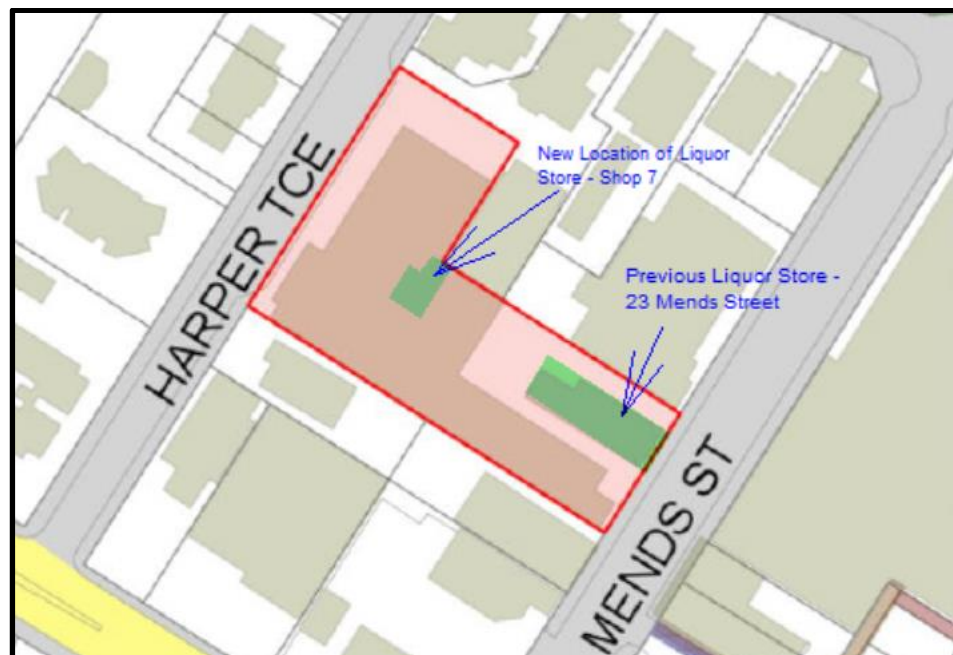 HARPER TCE
New Location of Liquor
Store - Shop 7
Previous Liquor Store -
23 Mends Street
MENDS ST